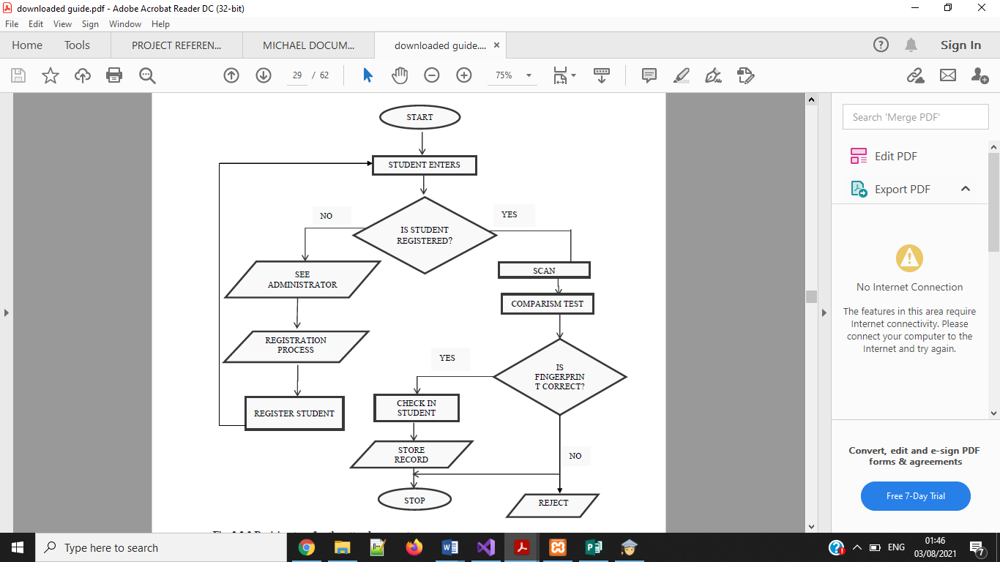 downloaded guide.pdf - Adobe Acrobat Reader DC (32-bit)
File Edit View Sign Window Help
Home Tools PROJECT REFEREN... MICHAEL DOCUM... downloaded guide....
Sign In
29 / 62
75%
START
STUDENT ENTERS
NO
YES
IS STUDENT
REGISTERED?
SEE
ADMINISTRATOR
SCAN
COMPARISM TEST
REGISTRATION
PROCESS
YES
IS
FINGERPRIN
T CORRECT?
REGISTER STUDENT
CHECK IN
STUDENT
STORE
RECORD
NO
STOP
REJECT
Search 'Merge PDF'
Edit PDF
Export PDF
No Internet Connection
The features in this area require
Internet connectivity. Please
connect your computer to the
Internet and try again.
Convert, edit and e-sign PDF
forms & agreements
Free 7-Day Trial
Type here to search
ENG
01:46
03/08/2021
7